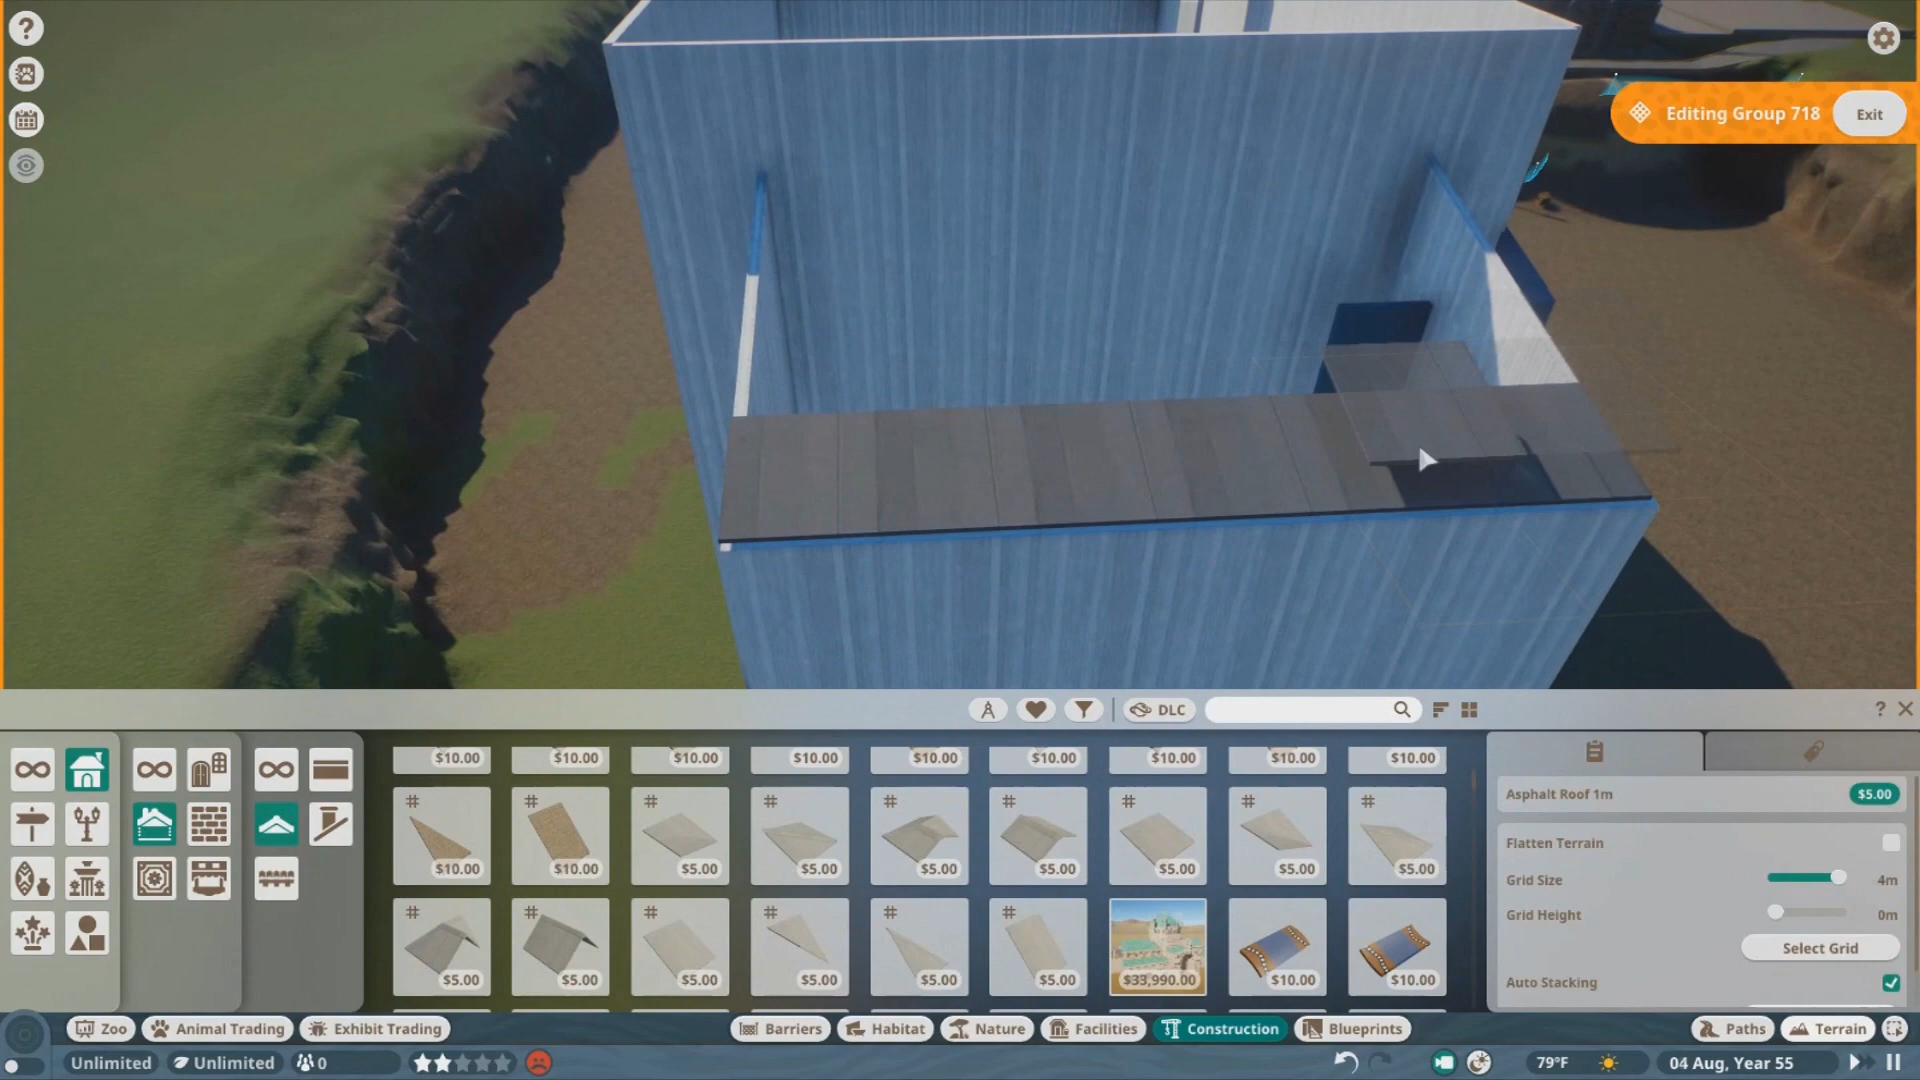 ?
Editing Group 718
Exit
DLC
? ×
$10.00 $10.00 $10.00 $10.00 $10.00 $10.00 $10.00 $10.00 $10.00
$10.00 $10.00 $5.00 $5.00 $5.00 $5.00 $5.00 $5.00 $5.00
$5.00 $5.00 $5.00 $5.00 $5.00 $5.00 $33,990.00 $10.00 $10.00
Asphalt Roof 1m $5.00
Flatten Terrain
Grid Size 4m
Grid Height 0m
Select Grid
Auto Stacking
Zoo Animal Trading Exhibit Trading Barriers Habitat Nature Facilities Construction Blueprints Paths Terrain
Unlimited Unlimited 0 79°F 04 Aug, Year 55